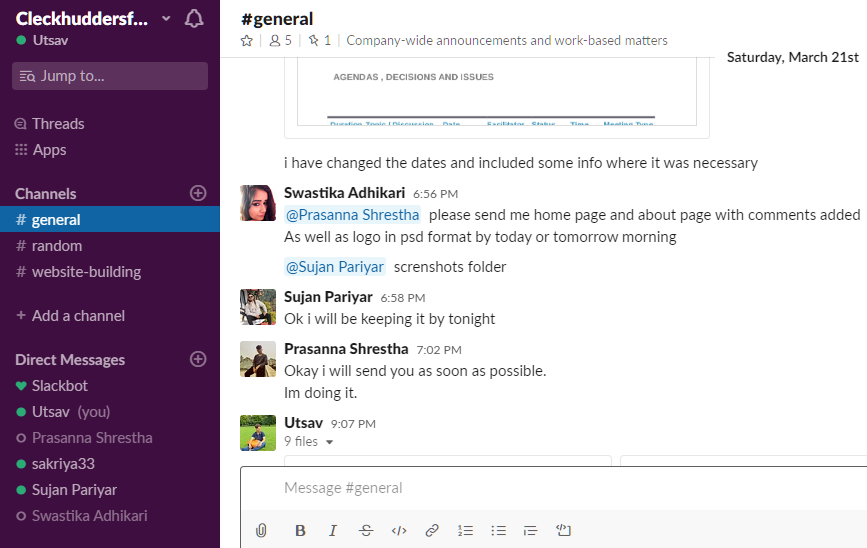 Cleckhuddersf...
Utsav
Jump to...
Threads
Apps
Channels
# general
# random
# website-building
+ Add a channel
Direct Messages
Slackbot
Utsav (you)
Prasanna Shrestha
sakriya33
Sujan Pariyar
Swastika Adhikari
#general
5
1
Company-wide announcements and work-based matters
Saturday, March 21st
AGENDAS , DECISIONS AND ISSUES
Duration Topic / Discussion Date Facilitator Status Time Meeting Type
i have changed the dates and included some info where it was necessary
Swastika Adhikari 6:56 PM
@Prasanna Shrestha please send me home page and about page with comments added
As well as logo in psd format by today or tomorrow morning
@Sujan Pariyar screnshots folder
Sujan Pariyar 6:58 PM
Ok i will be keeping it by tonight
Prasanna Shrestha 7:02 PM
Okay i will send you as soon as possible.
Im doing it.
Utsav 9:07 PM
9 files
Message #general
B I S